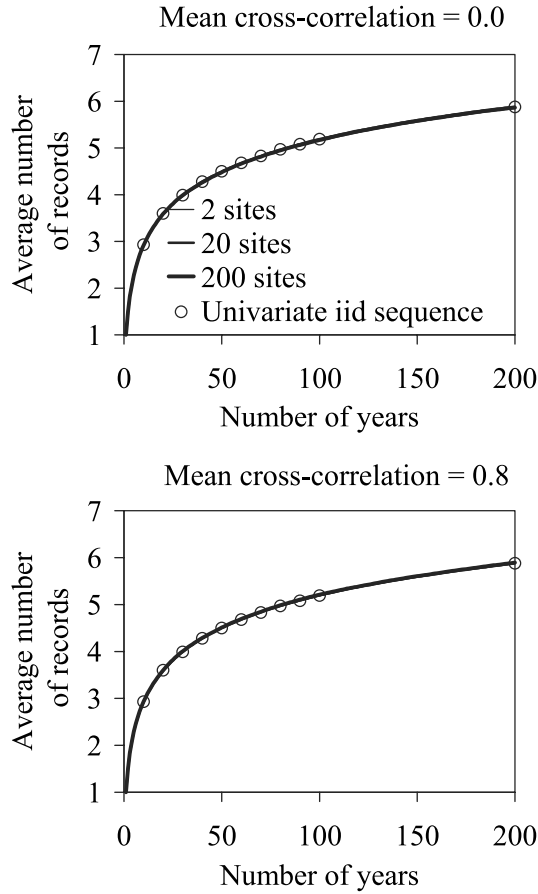 Mean cross-correlation = 0.0
Average number
of records
7
6
5
4
3
2
1
2 sites
20 sites
200 sites
Univariate iid sequence
0 50 100 150 200
Number of years
Mean cross-correlation = 0.8
Average number
of records
7
6
5
4
3
2
1
0 50 100 150 200
Number of years